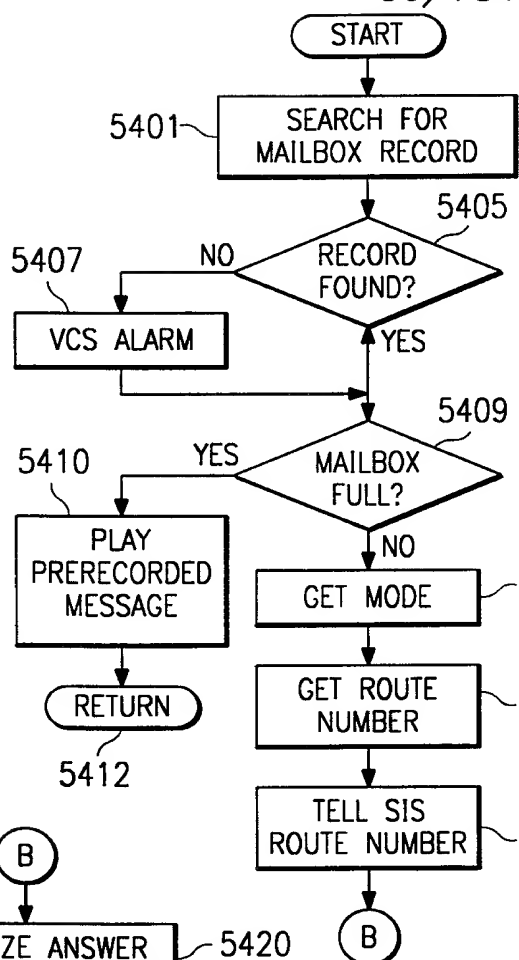 START
5401
SEARCH FOR
MAILBOX RECORD
5405
RECORD
FOUND?
NO
5407
VCS ALARM
YES
5409
MAILBOX
FULL?
YES
5410
PLAY
PRERECORDED
MESSAGE
NO
GET MODE
RETURN
5412
GET ROUTE
NUMBER
TELL SIS
ROUTE NUMBER
B
B
ANSWER
5420